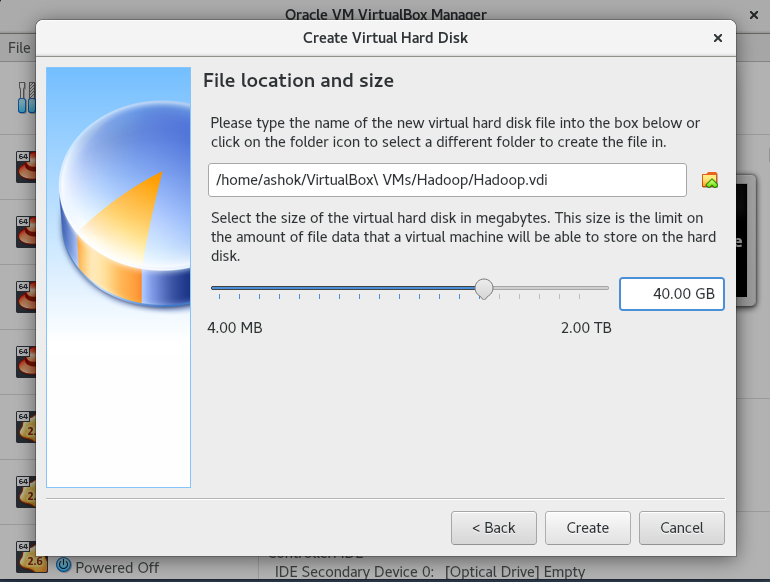 Oracle VM VirtualBox Manager
Create Virtual Hard Disk
File
File location and size
Please type the name of the new virtual hard disk file into the box below or
click on the folder icon to select a different folder to create the file in.
/home/ashok/VirtualBox\ VMs/Hadoop/Hadoop.vdi
Select the size of the virtual hard disk in megabytes. This size is the limit on
the amount of file data that a virtual machine will be able to store on the hard
disk.
40.00 GB
4.00 MB
2.00 TB
64
64
64
64
64
64
64
2.6
< Back
Create
Cancel
Powered Off
IDE Secondary Device 0: [Optical Drive] Empty